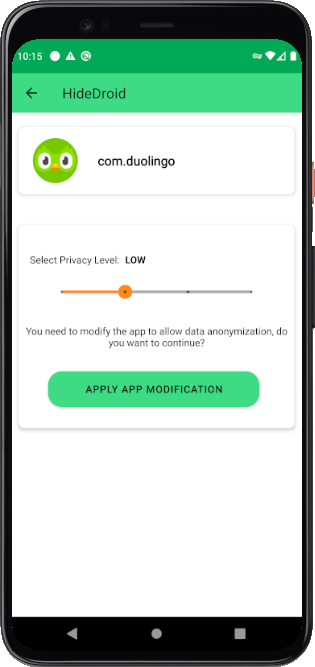 10:15
HideDroid
com.duolingo
Select Privacy Level: LOW
You need to modify the app to allow data anonymization, do
you want to continue?
APPLY APP MODIFICATION